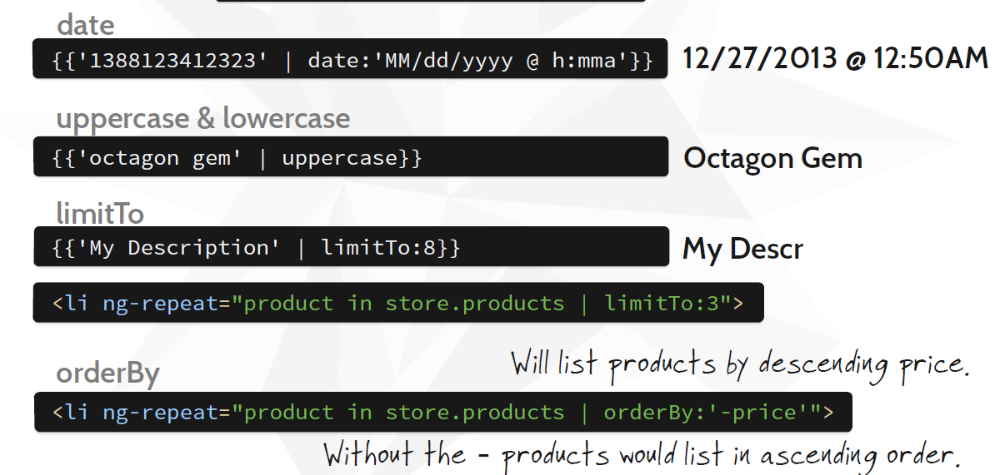 date
{{'1388123412323' | date:'MM/dd/yyyy @ h:mma'}} 12/27/2013 @ 12:50AM
uppercase & lowercase
{{'octagon gem' | uppercase}} Octagon Gem
limitTo
{{'My Description' | limitTo:8}} My Descr
<li ng-repeat="product in store.products | limitTo:3">
Will list products by descending price.
orderBy
<li ng-repeat="product in store.products | orderBy:'-price'">
Without the - products would list in ascending order.